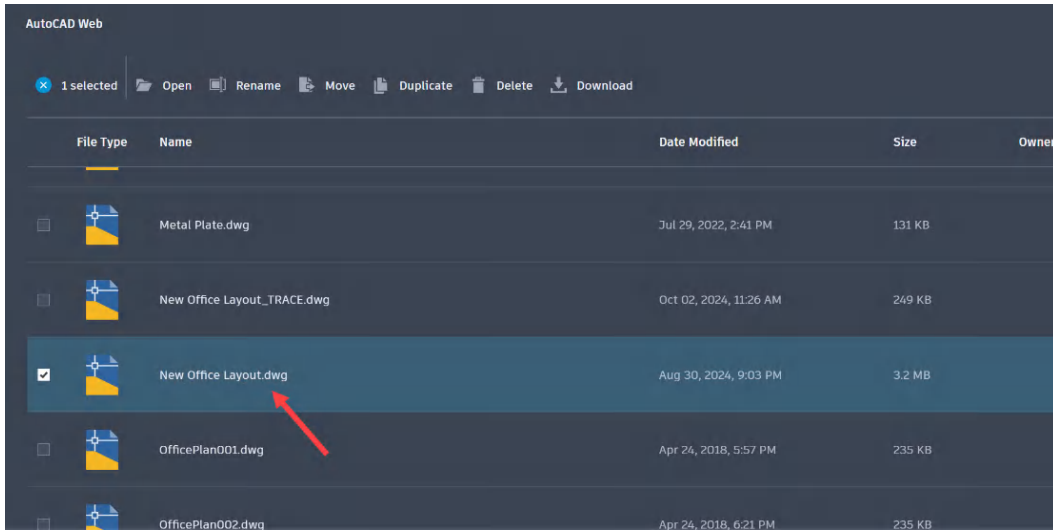 AutoCAD Web
1 selected Open Rename Move Duplicate Delete Download
File Type Name Date Modified Size Owner
Metal Plate.dwg Jul 29, 2022, 2:41 PM 131 KB
New Office Layout_TRACE.dwg Oct 02, 2024, 11:26 AM 249 KB
New Office Layout.dwg Aug 30, 2024, 9:03 PM 3.2 MB
OfficePlan001.dwg Apr 24, 2018, 5:57 PM 235 KB
OfficePlan002.dwg Apr 24, 2018, 6:21 PM 235 KB